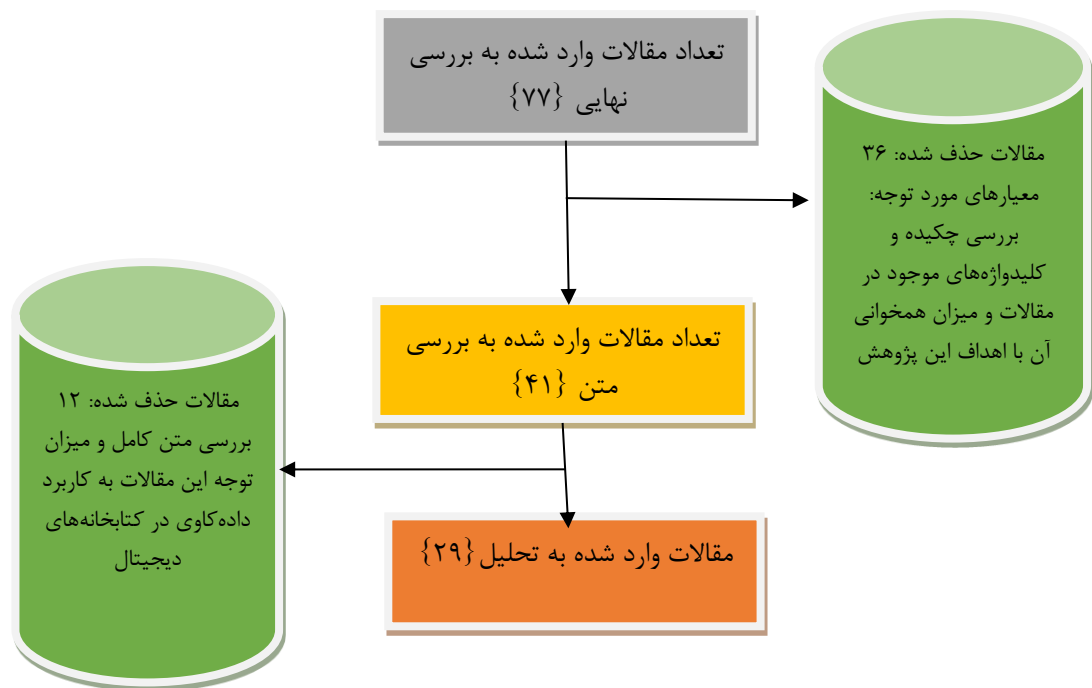 تعداد مقالات وارد شده به بررسی
نهایی {۷۷}
مقالات حذف شده: ۳۶
معیارهای مورد توجه:
بررسی چکیده و
کلیدواژه‌های موجود در
مقالات و میزان همخوانی
آن با اهداف این پژوهش
تعداد مقالات وارد شده به بررسی
متن {۴۱}
مقالات حذف شده: ۱۲
بررسی متن کامل و میزان
توجه این مقالات به کاربرد
داده‌کاوی در کتابخانه‌های
دیجیتال
مقالات وارد شده به تحلیل{۲۹}